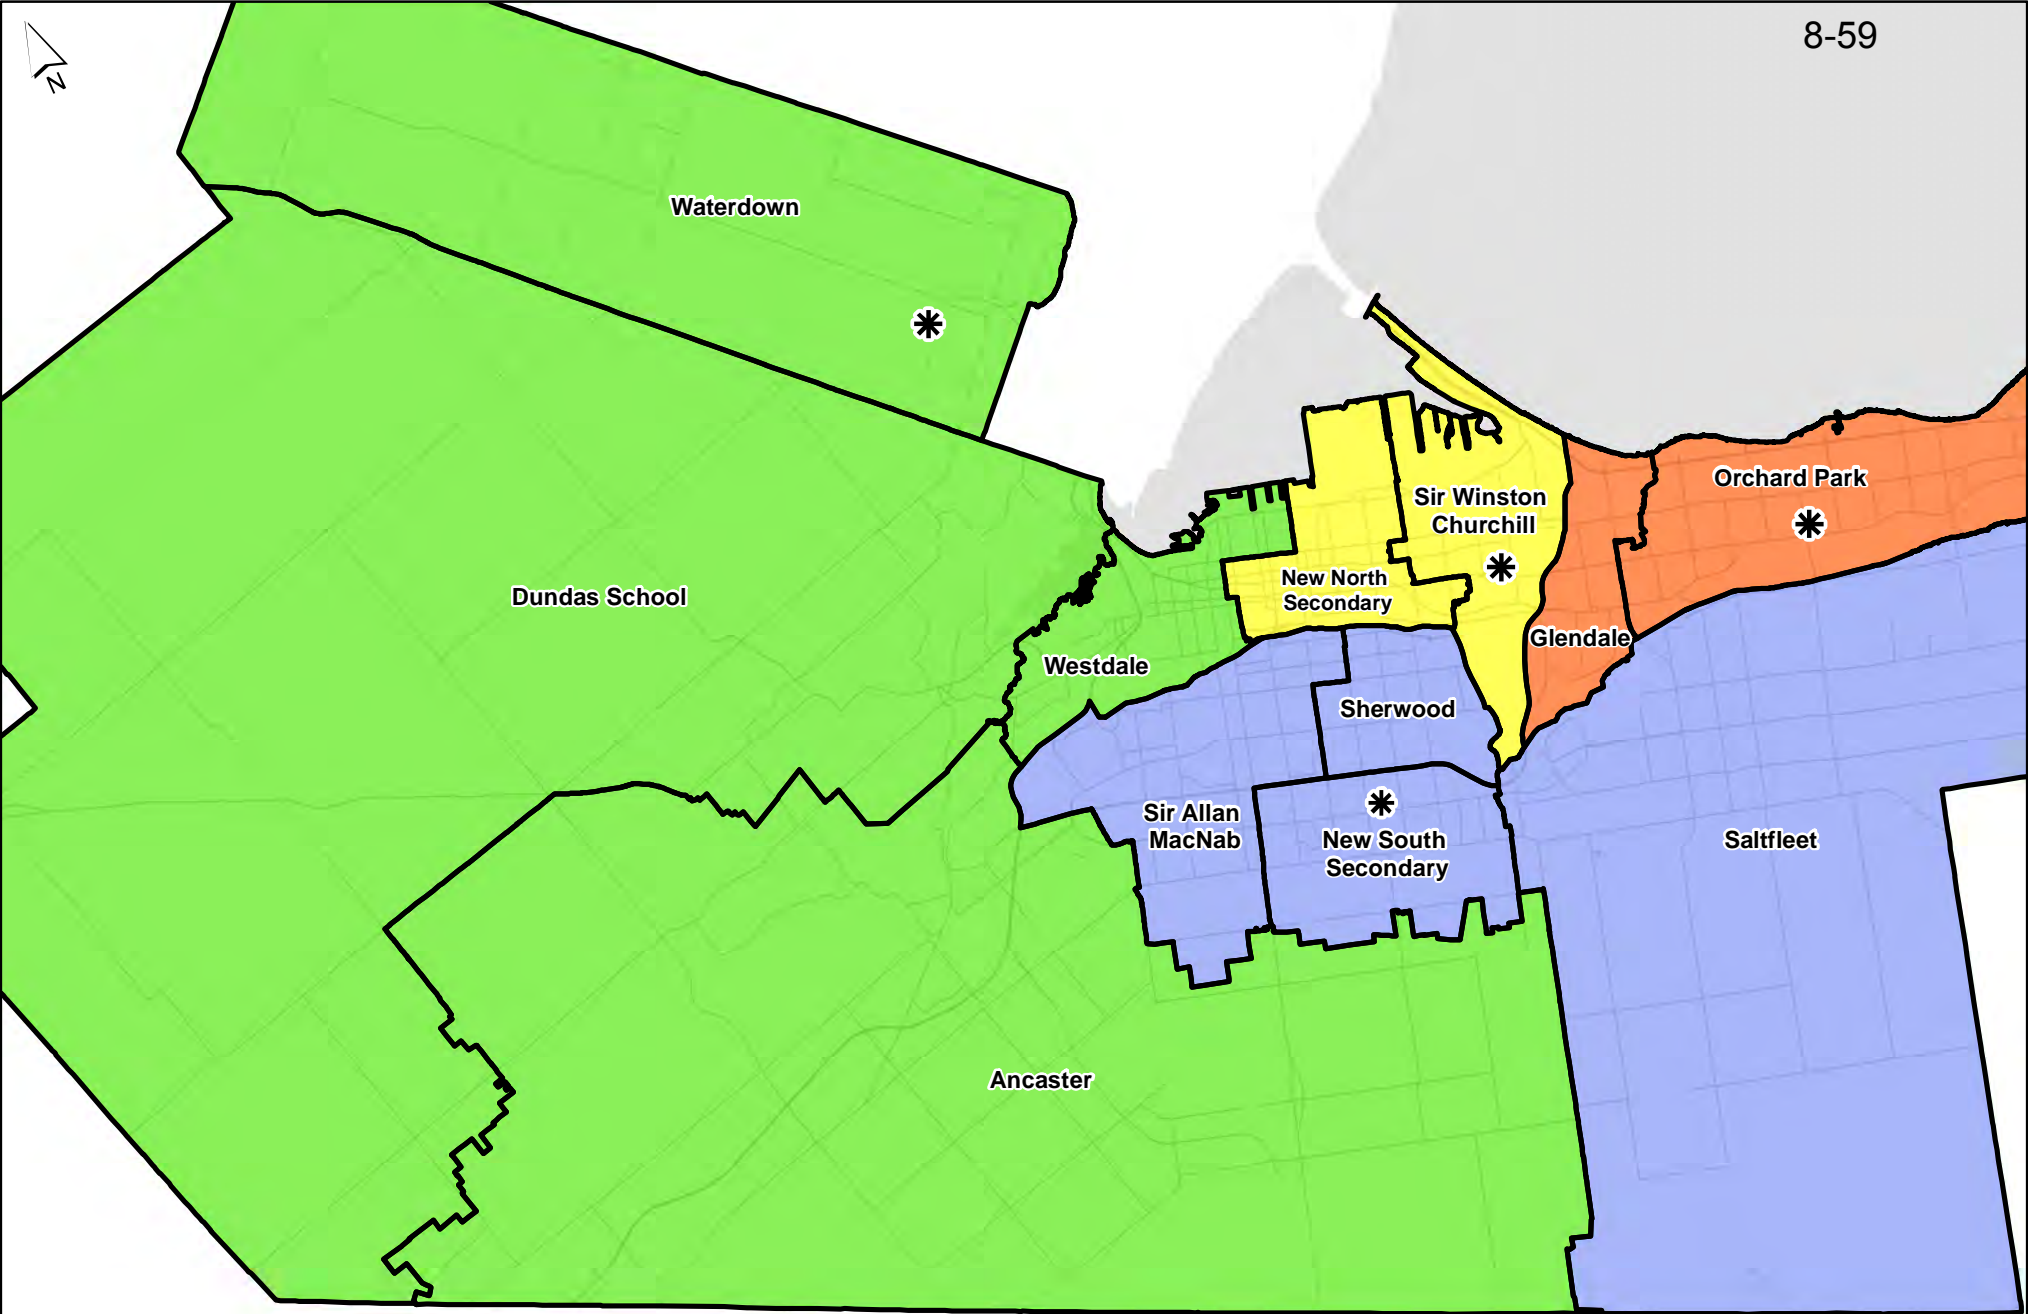 8-59
N
Waterdown
Orchard Park
Sir Winston
Churchill
New North
Secondary
Dundas School
Glendale
Westdale
Sherwood
Sir Allan
MacNab
New South
Secondary
Saltfleet
Ancaster